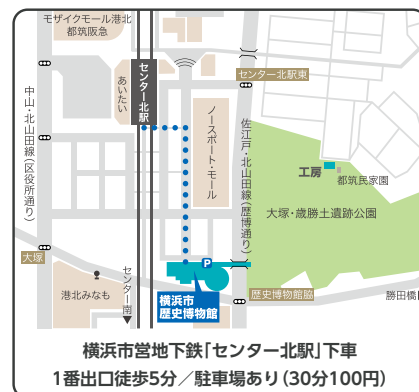 モザイクモール港北
都筑阪急
あいたい
センター北駅
センター北駅東
中山・北山田線(区役所通り)
ノースポート・モール
佐江戸・北山田線(歴博通り)
工房
都筑民家園
大塚・歳勝土遺跡公園
大塚
P
港北みなも
センター南
横浜市
歴史博物館
歴史博物館脇
勝田橋
横浜市営地下鉄「センター北駅」下車
1番出口徒歩5分/駐車場あり(30分100円)